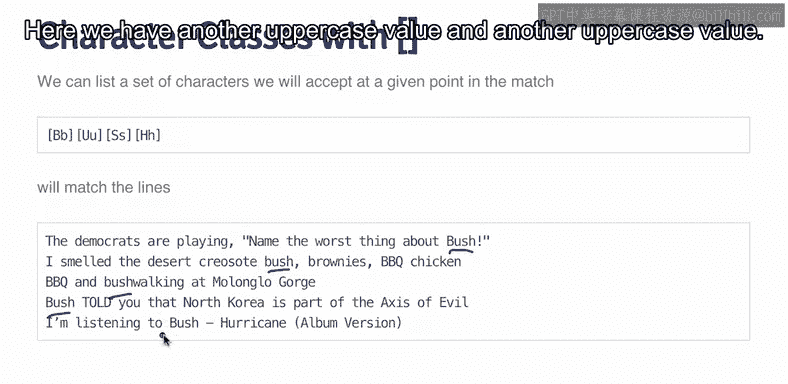 Here we have another uppercase value and another uppercase value.
Character Classes with []
We can list a set of characters we will accept at a given point in the match
[Bb][Uu][Ss][Hh]
will match the lines
The democrats are playing, "Name the worst thing about Bush!"
I smelled the desert creosote bush, brownies, BBQ chicken
BBQ and bushwalking at Molonglo Gorge
Bush TOLD you that North Korea is part of the Axis of Evil
I'm listening to Bush – Hurricane (Album Version)